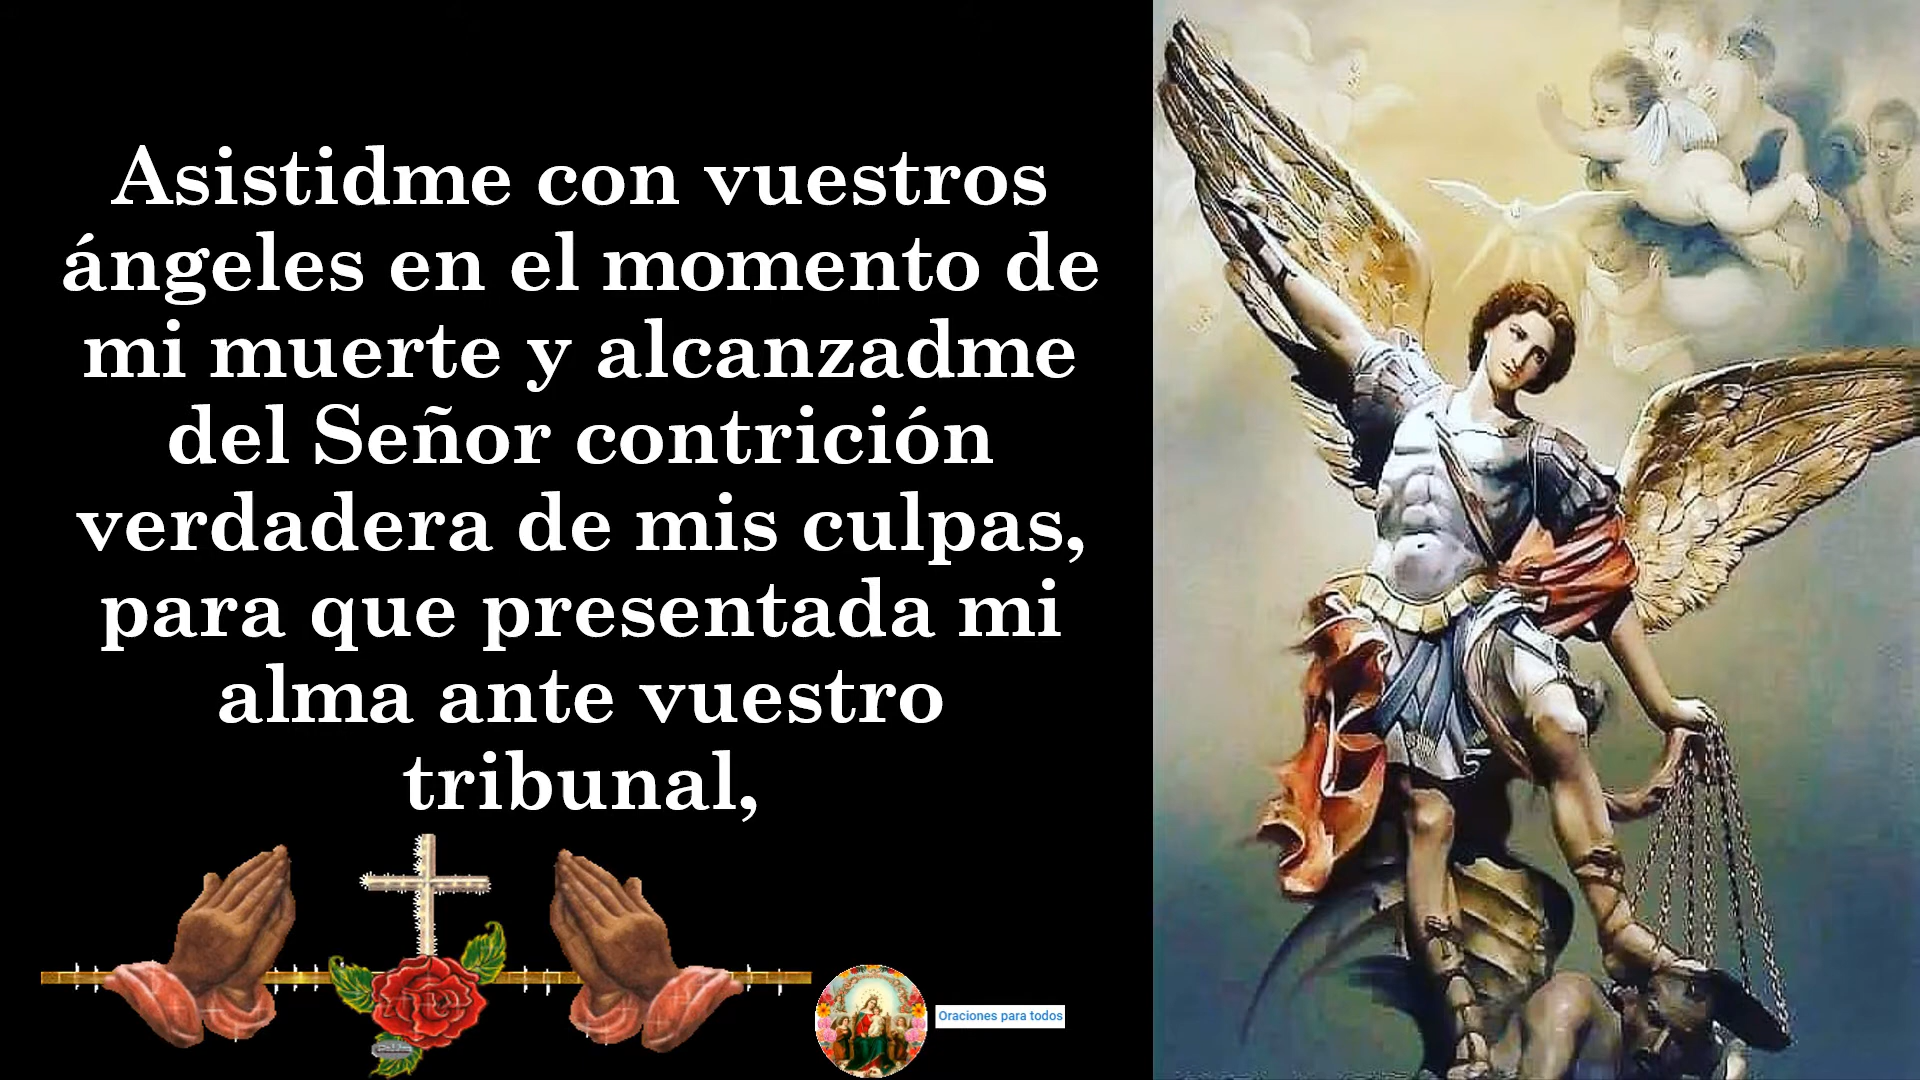 Asistidme con vuestros
ángeles en el momento de
mi muerte y alcanzadme
del Señor contrición
verdadera de mis culpas,
para que presentada mi
alma ante vuestro
tribunal,
Oraciones para todos